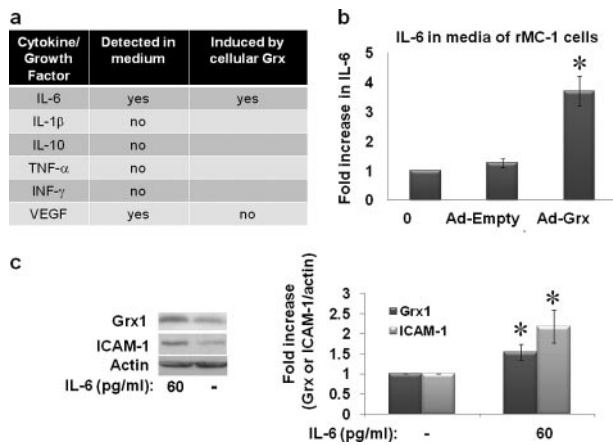 a
Cytokine/ Growth Factor Detected in medium Induced by cellular Grx
IL-6 yes yes
IL-1β no
IL-10 no
TNF-α no
INF-γ no
VEGF yes no
b
IL-6 in media of rMC-1 cells
Fold increase in IL-6
5
4
3
2
1
0
*
0 Ad-Empty Ad-Grx
c
Grx1
ICAM-1
Actin
IL-6 (pg/ml): 60 -
Fold increase
(Grx or ICAM-1/actin)
3
2.5
2
1.5
1
0.5
0
Grx1
ICAM-1
* *
IL-6 (pg/ml): - 60